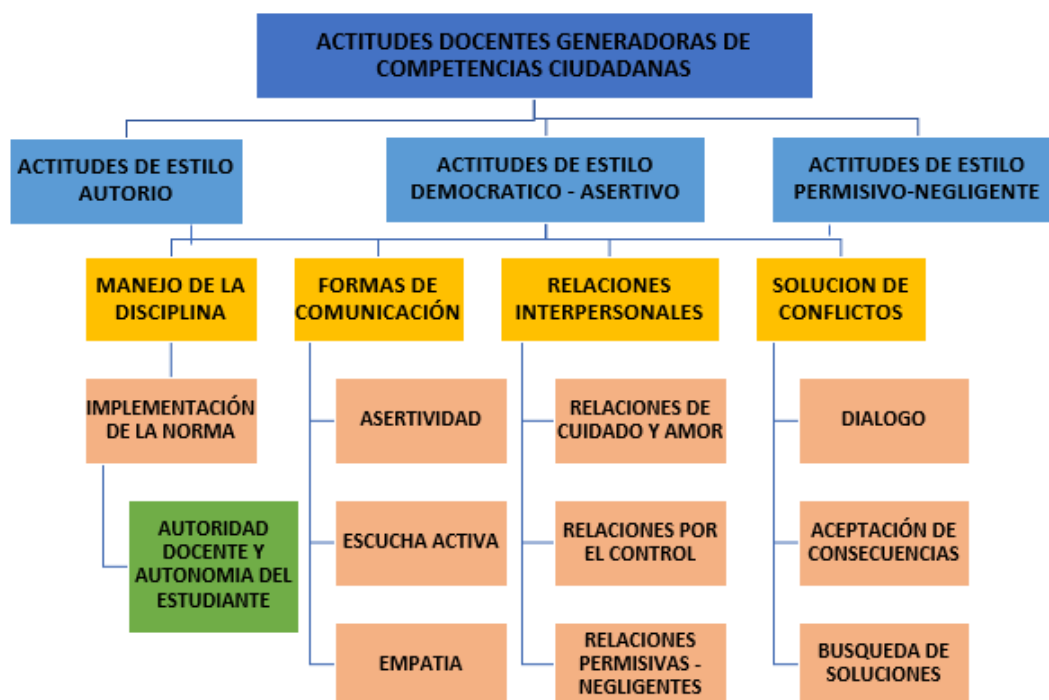 ACTITUDES DOCENTES GENERADORAS DE
COMPETENCIAS CIUDADANAS
ACTITUDES DE ESTILO
AUTORIO
ACTITUDES DE ESTILO
DEMOCRATICO - ASERTIVO
ACTITUDES DE ESTILO
PERMISIVO-NEGLIGENTE
MANEJO DE LA
DISCIPLINA
FORMAS DE
COMUNICACIÓN
RELACIONES
INTERPERSONALES
SOLUCION DE
CONFLICTOS
IMPLEMENTACIÓN
DE LA NORMA
ASERTIVIDAD
RELACIONES DE
CUIDADO Y AMOR
DIALOGO
AUTORIDAD
DOCENTE Y
AUTONOMIA DEL
ESTUDIANTE
ESCUCHA ACTIVA
RELACIONES POR
EL CONTROL
ACEPTACIÓN DE
CONSECUENCIAS
EMPATIA
RELACIONES
PERMISIVAS -
NEGLIGENTES
BUSQUEDA DE
SOLUCIONES